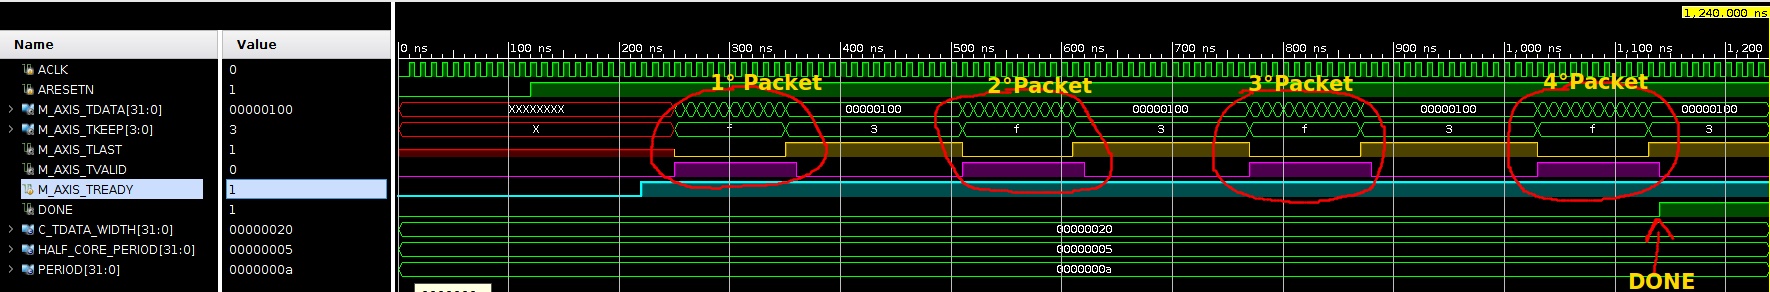 1,240.000 ns
Name Value
0 ns 100 ns 200 ns 300 ns 400 ns 500 ns 600 ns 700 ns 800 ns 900 ns 1,000 ns 1,100 ns 1,200
ACLK 0
1° Packet 2°Packet 3°Packet 4°Packet
ARESETN 1
M_AXIS_TDATA[31:0] 00000100 XXXXXXXX 00000100 00000100 00000100 00000100
M_AXIS_TKEEP[3:0] 3 X f 3 f 3 f 3 f 3
M_AXIS_TLAST 1
M_AXIS_TVALID 0
M_AXIS_TREADY 1
DONE 1
C_TDATA_WIDTH[31:0] 00000020 00000020
HALF_CORE_PERIOD[31:0] 00000005 00000005
PERIOD[31:0] 0000000a 0000000a
DONE